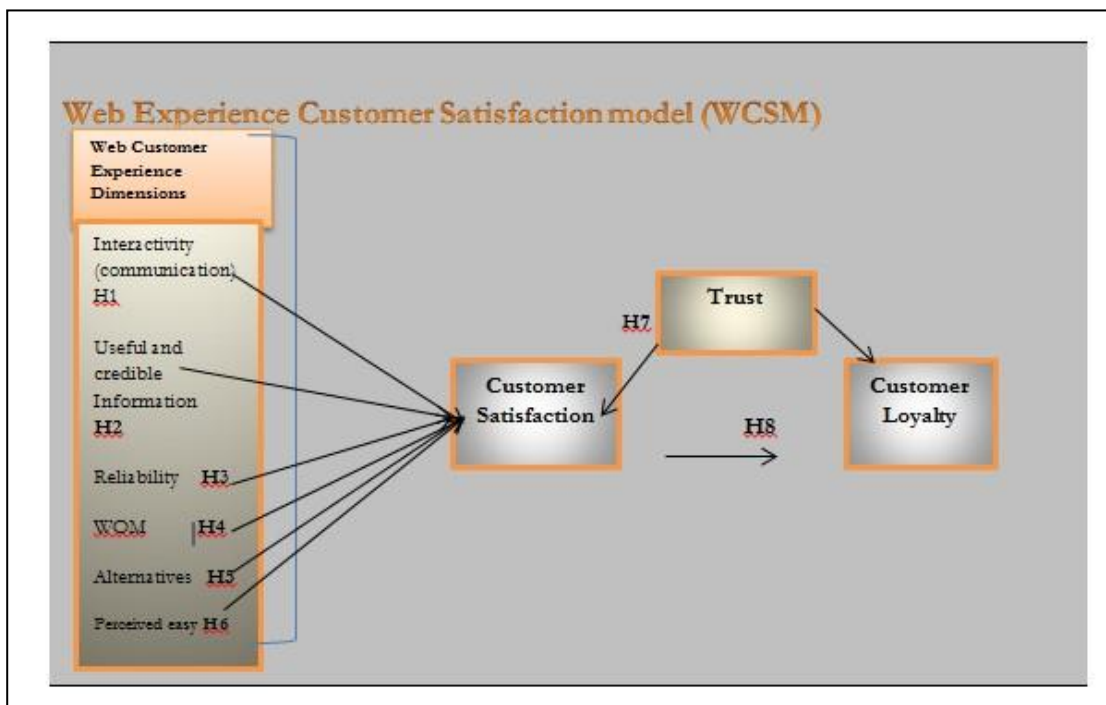 Web Experience Customer Satisfaction model (WCSM)
Web Customer
Experience
Dimensions
Interactivity
(communication)
H1
Useful and
credible
Information
H2
Reliability H3
WOM H4
Alternatives H5
Perceived easy H6
Customer
Satisfaction
H7
Trust
H8
Customer
Loyalty